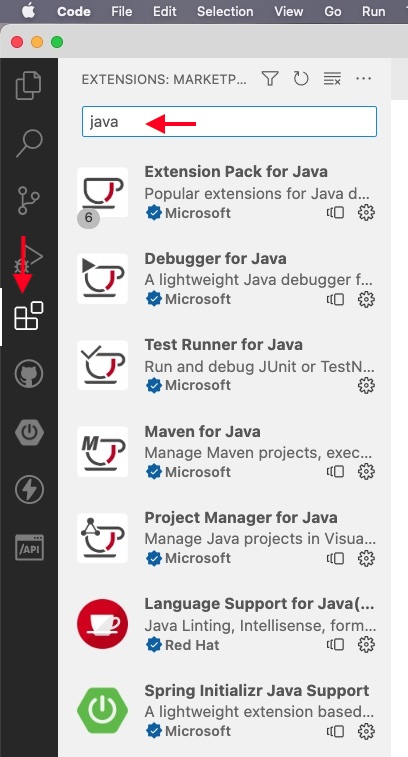 Code File Edit Selection View Go Run
EXTENSIONS: MARKETP...
java
Extension Pack for Java
Popular extensions for Java d...
6
Microsoft
Debugger for Java
A lightweight Java debugger f...
Microsoft
Test Runner for Java
Run and debug JUnit or TestN...
Microsoft
Maven for Java
M
Manage Maven projects, exec...
Microsoft
Project Manager for Java
Manage Java projects in Visua...
Microsoft
Language Support for Java(...
Java Linting, Intellisense, form...
Red Hat
/API
Spring Initializr Java Support
A lightweight extension based...
Microsoft